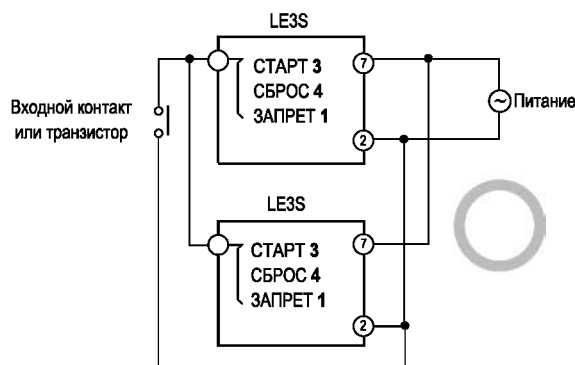 LE3S
СТАРТ 3
СБРОС 4
ЗАПРЕТ 1
7
2
Входной контакт
или транзистор
Питание
LE3S
СТАРТ 3
СБРОС 4
ЗАПРЕТ 1
7
2